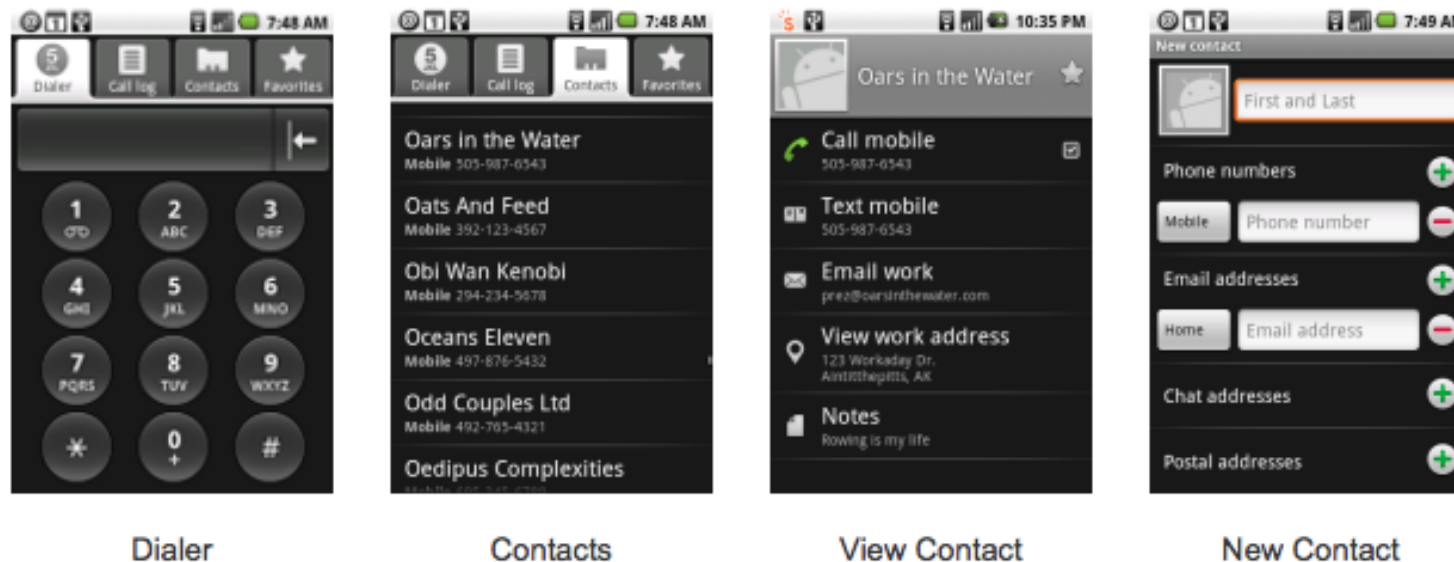 7:48 AM
5
Dialer
Call log
Contacts
Favorites
1
2
ABC
3
DEF
4
GHI
5
JKL
6
MNO
7
PQRS
8
TUV
9
WXYZ
*
0
+
#
Dialer
1
7:48 AM
5
Dialer
Call log
Contacts
Favorites
Oars in the Water
Mobile 505-987-6543
Oats And Feed
Mobile 392-123-4567
Obi Wan Kenobi
Mobile 294-234-5678
Oceans Eleven
Mobile 497-876-5432
Odd Couples Ltd
Mobile 492-765-4321
Oedipus Complexities
Contacts
S
10:35 PM
Oars in the Water
Call mobile
505-987-6543
Text mobile
505-987-6543
Email work
prez@oarsinthewater.com
View work address
123 Workaday Dr.
Aintitthepitts, AK
Notes
Rowing is my life
View Contact
1
7:49 AM
New contact
First and Last
Phone numbers
Mobile
Phone number
Email addresses
Home
Email address
Chat addresses
Postal addresses
New Contact